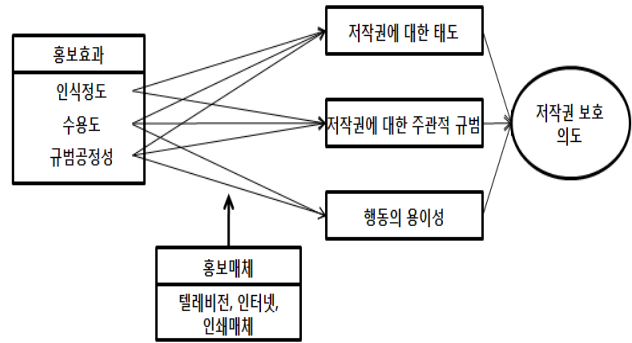 홍보효과
인식정도
수용도
규범공정성
저작권에 대한 태도
저작권에 대한 주관적 규범
행동의 용이성
저작권 보호
의도
홍보매체
텔레비전, 인터넷,
인쇄매체